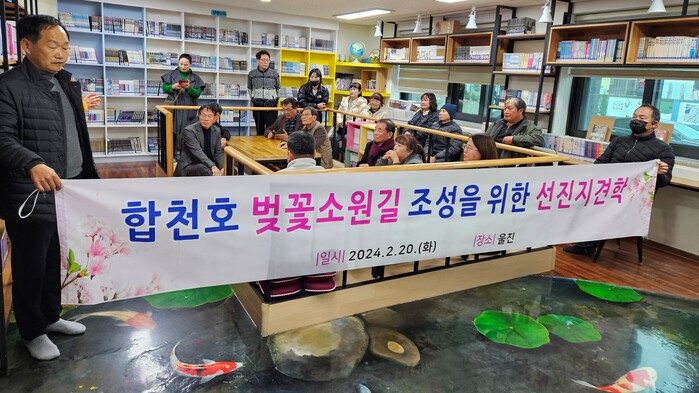 합천호 벚꽃소원길 조성을 위한 선진지견학
|일시| 2024.2.20.(화) |장소| 울진